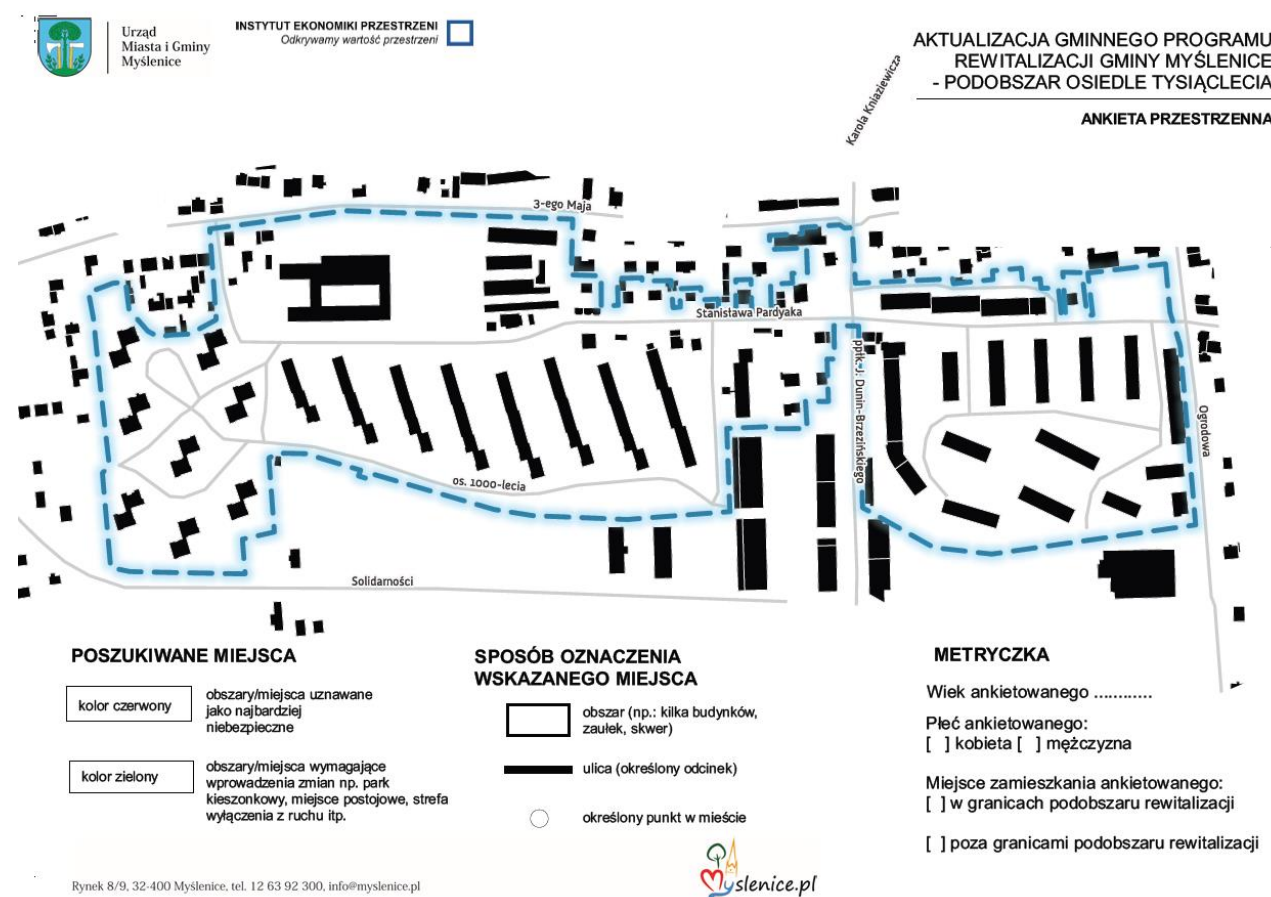 Urząd
Miasta i Gminy
Myślenice
INSTYTUT EKONOMIKI PRZESTRZENI
Odkrywamy wartość przestrzeni
AKTUALIZACJA GMINNEGO PROGRAMU
REWITALIZACJI GMINY MYŚLENICE
- PODOBSZAR OSIEDLE TYSIĄCLECIA
ANKIETA PRZESTRZENNA
Karola Kniaziewicza
3-ego Maja
Stanisława Pardyaka
ppłk. J. Dunin-Brzezińskiego
Ogrodowa
os. 1000-lecia
Solidarności
POSZUKIWANE MIEJSCA
kolor czerwony
obszary/miejsca uznawane
jako najbardziej
niebezpieczne
kolor zielony
obszary/miejsca wymagające
wprowadzenia zmian np. park
kieszonkowy, miejsce postojowe, strefa
wyłączenia z ruchu itp.
SPOSÓB OZNACZENIA
WSKAZANEGO MIEJSCA
obszar (np.: kilka budynków,
zaułek, skwer)
ulica (określony odcinek)
określony punkt w mieście
METRYCZKA
Wiek ankietowanego ............
Płeć ankietowanego:
[ ] kobieta [ ] mężczyzna
Miejsce zamieszkania ankietowanego:
[ ] w granicach podobszaru rewitalizacji
[ ] poza granicami podobszaru rewitalizacji
Rynek 8/9, 32-400 Myślenice, tel. 12 63 92 300, info@myslenice.pl
Myslenice.pl